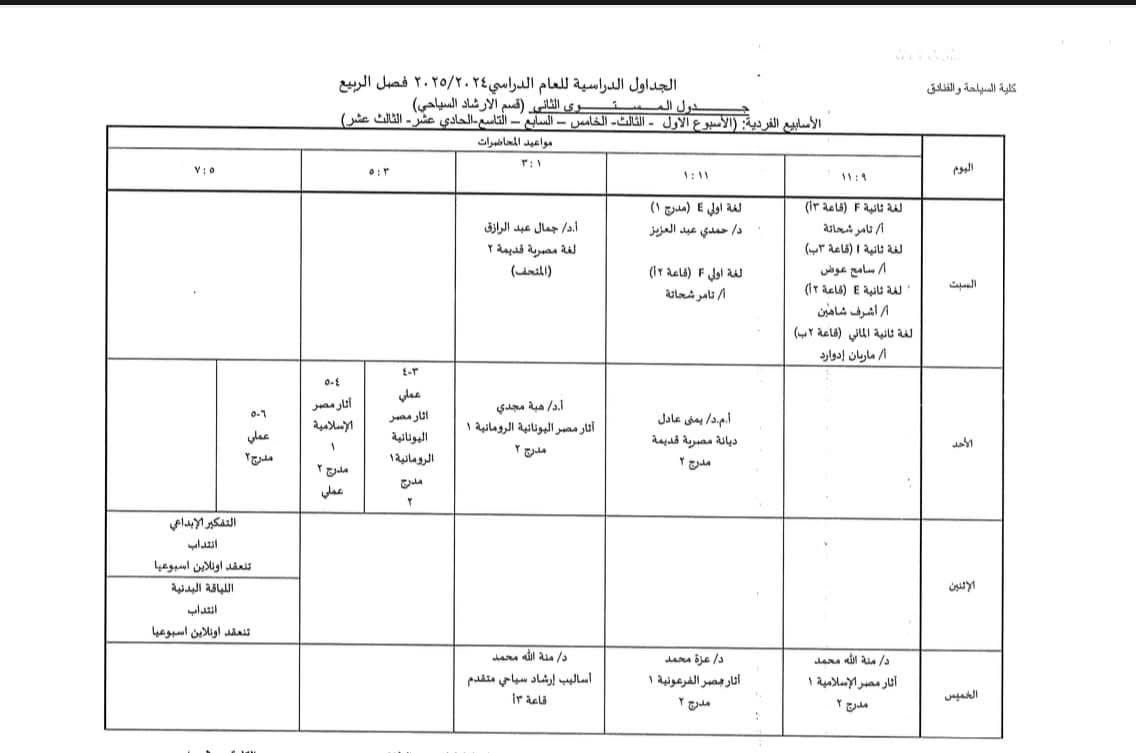 كلية السياحة والفنادق
الجداول الدراسية للعام الدراسي ٢٠٢٥/٢٠٢٤ فصل الربيع
جدول المستوى الثاني (قسم الارشاد السياحي)
الأسابيع الفردية: (الأسبوع الاول - الثالث- الخامس – السابع – التاسع-الحادي عشر- الثالث عشر)
اليوم
مواعيد المحاضرات
١١:٩
١:١١
٣:١
٥:٣
٧:٥
السبت
لغة ثانية F (قاعة ٣أ)
أ/ تامر شحاتة
لغة ثانية I (قاعة ٣ب)
أ/ سامح عوض
لغة ثانية E (قاعة ٢أ)
أ/ أشرف شاهين
لغة ثانية الماني (قاعة ٢ب)
أ/ ماريان إدوارد
لغة اولي E (مدرج ١)
د/ حمدي عبد العزيز
لغة اولي F (قاعة ٢أ)
أ/ تامر شحاتة
أ.د/ جمال عبد الرازق
لغة مصرية قديمة ٢
(المتحف)
الأحد
أ.م.د/ يمنى عادل
ديانة مصرية قديمة
مدرج ٢
أ.د/ هبة مجدي
آثار مصر اليونانية الرومانية ١
مدرج ٢
٤-٣
عملي
اثار مصر
اليونانية
الرومانية١
مدرج
٢
٥-٤
آثار مصر
الإسلامية
١
مدرج ٢
عملي
٦-٥
عملي
مدرج٢
الإثنين
التفكير الإبداعي
انتداب
تنعقد اونلاين اسبوعيا
اللياقة البدنية
انتداب
تنعقد اونلاين اسبوعيا
الخميس
د/ منة الله محمد
آثار مصر الإسلامية ١
مدرج ٢
د/ عزة محمد
آثار مصر الفرعونية ١
مدرج ٢
د/ منة الله محمد
أساليب إرشاد سياحي متقدم
قاعة ٣أ